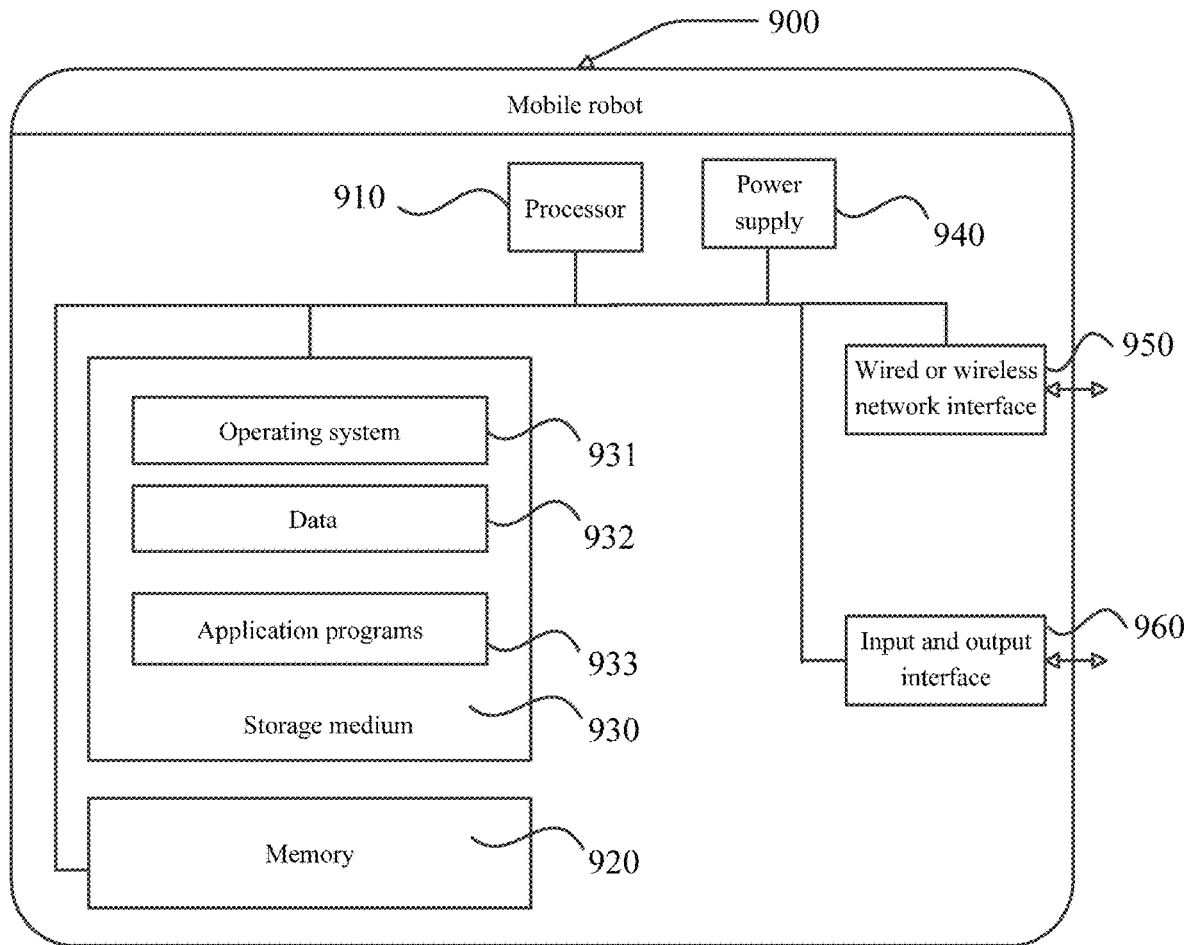 900
Mobile robot
910
Processor
Power
supply
940
Wired or wireless
network interface
950
Operating system
931
Data
932
Application programs
933
Storage medium
930
Input and output
interface
960
Memory
920